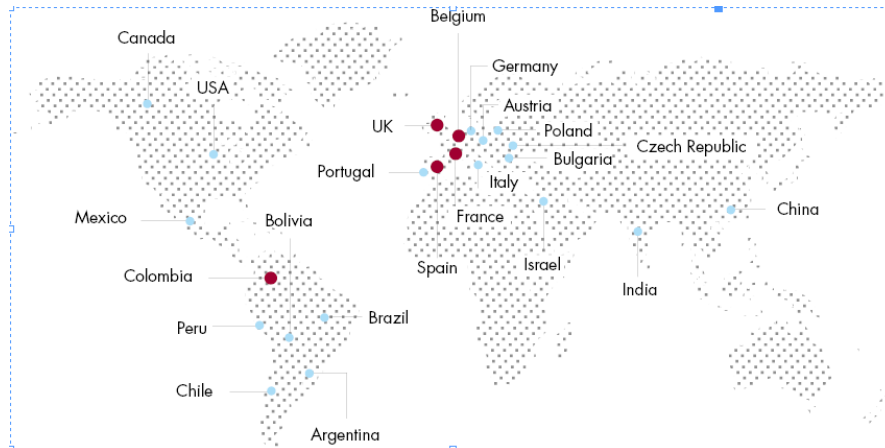 Belgium
Canada
Germany
USA
Austria
UK
Poland
Czech Republic
Bulgaria
Portugal
Italy
Mexico
Bolivia
France
China
Spain
Israel
Colombia
India
Peru
Brazil
Chile
Argentina